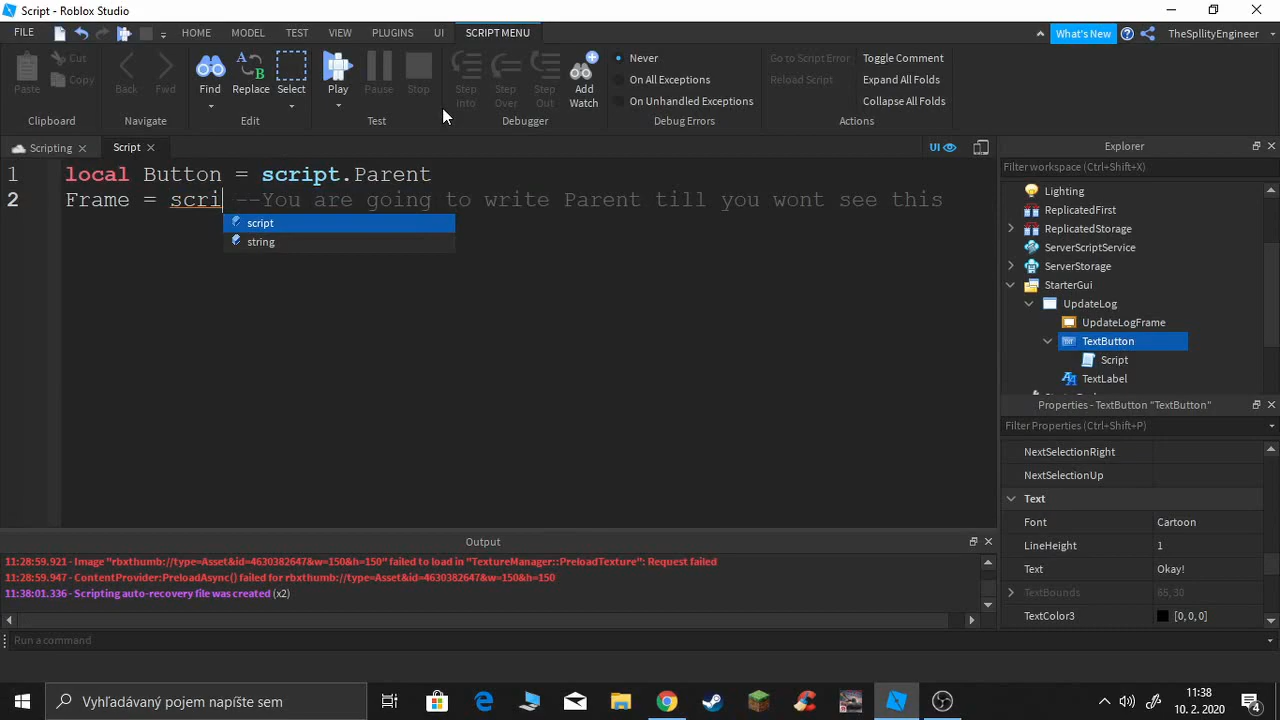 Script - Roblox Studio
FILE HOME MODEL TEST VIEW PLUGINS UI SCRIPT MENU What's New TheSplityEngineer
Paste Cut Copy Back Fwd Find Replace Select Play Pause Stop Step Into Step Over Step Out Add Watch
Never
On All Exceptions
On Unhandled Exceptions
Go to Script Error
Reload Script
Toggle Comment
Expand All Folds
Collapse All Folds
Clipboard Navigate Edit Test Debugger Debug Errors Actions
Scripting Script UI
1 local Button = script.Parent
2 Frame = scri --You are going to write Parent till you wont see this
script
string
Explorer
Filter workspace (Ctrl+Shift+X)
Lighting
ReplicatedFirst
ReplicatedStorage
ServerScriptService
ServerStorage
StarterGui
UpdateLog
UpdateLogFrame
TextButton
Script
TextLabel
Properties - TextButton "TextButton"
Filter Properties (Ctrl+Shift+P)
NextSelectionRight
NextSelectionUp
Text
Font Cartoon
LineHeight 1
Text Okay!
TextBounds 65, 30
TextColor3 [0,0,0]
Output
11:28:59.921 - Image "rbxthumb://type=Asset&id=4630382647&w=150&h=150" failed to load in "TextureManager::PreloadTexture": Request failed
11:28:59.947 - ContentProvider:PreloadAsync() failed for rbxthumb://type=Asset&id=4630382647&w=150&h=150
11:38:01.336 - Scripting auto-recovery file was created (x2)
Run a command
Vyhľadávaný pojem napíšte sem
11:38
10. 2. 2020
4